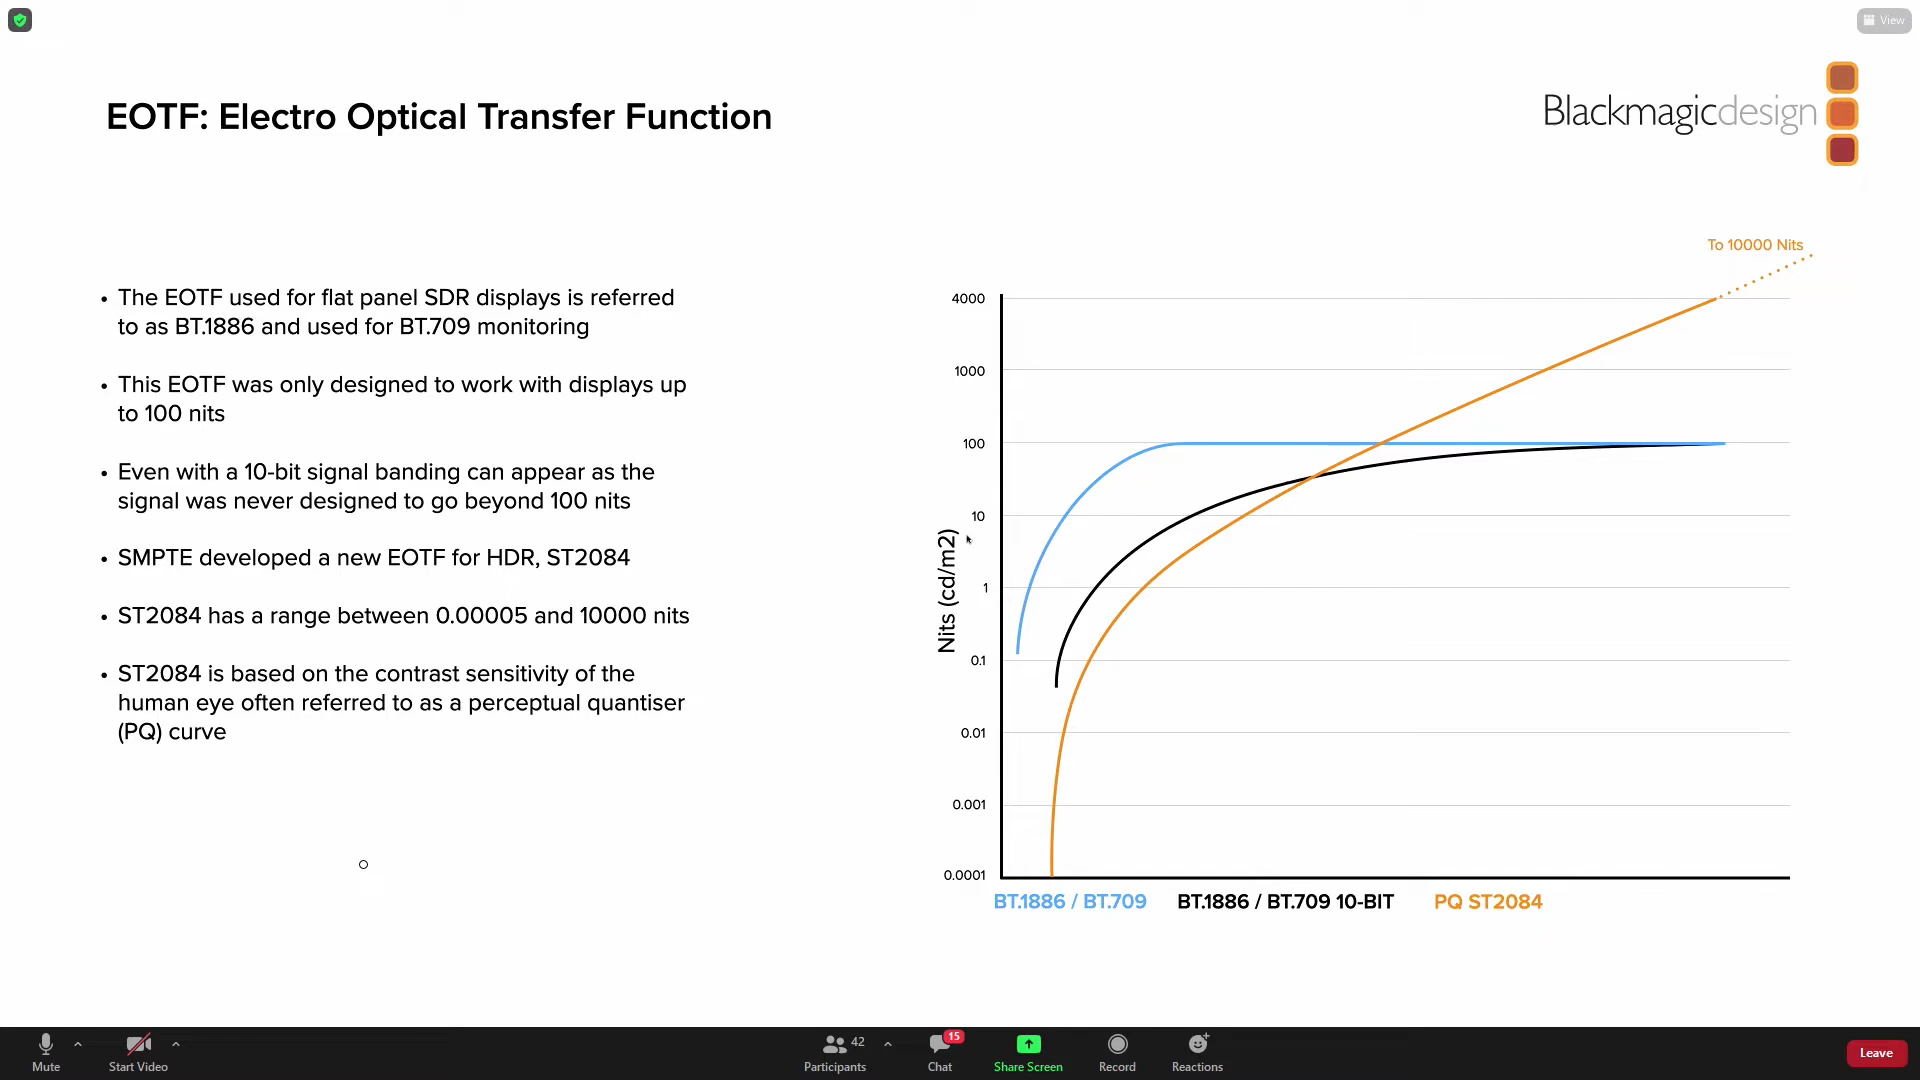 View
EOTF: Electro Optical Transfer Function
Blackmagicdesign
• The EOTF used for flat panel SDR displays is referred
to as BT.1886 and used for BT.709 monitoring
• This EOTF was only designed to work with displays up
to 100 nits
• Even with a 10-bit signal banding can appear as the
signal was never designed to go beyond 100 nits
• SMPTE developed a new EOTF for HDR, ST2084
• ST2084 has a range between 0.00005 and 10000 nits
• ST2084 is based on the contrast sensitivity of the
human eye often referred to as a perceptual quantiser
(PQ) curve
To 10000 Nits
4000
1000
100
10
1
0.1
0.01
0.001
0.0001
Nits (cd/m2)
BT.1886 / BT.709 BT.1886 / BT.709 10-BIT PQ ST2084
Mute
Start Video
42
Participants
15
Chat
Share Screen
Record
Reactions
Leave